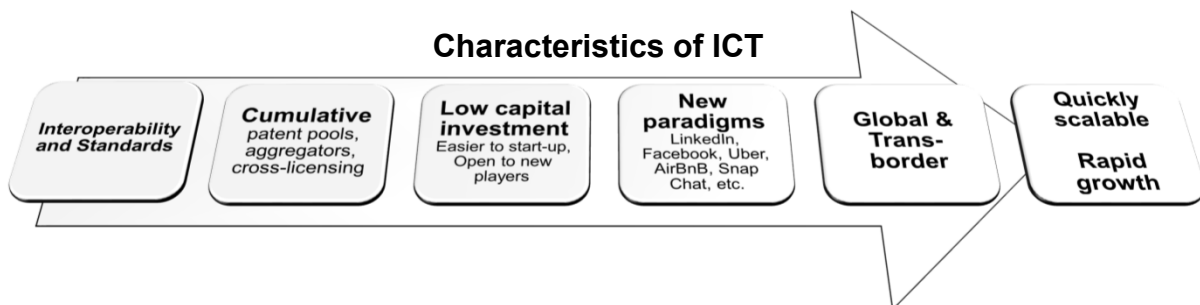 Characteristics of ICT
Interoperability
and Standards
Cumulative
patent pools,
aggregators,
cross-licensing
Low capital
investment
Easier to start-up,
Open to new
players
New
paradigms
LinkedIn,
Facebook, Uber,
AirBnB, Snap
Chat, etc.
Global &
Trans-
border
Quickly
scalable
Rapid
growth